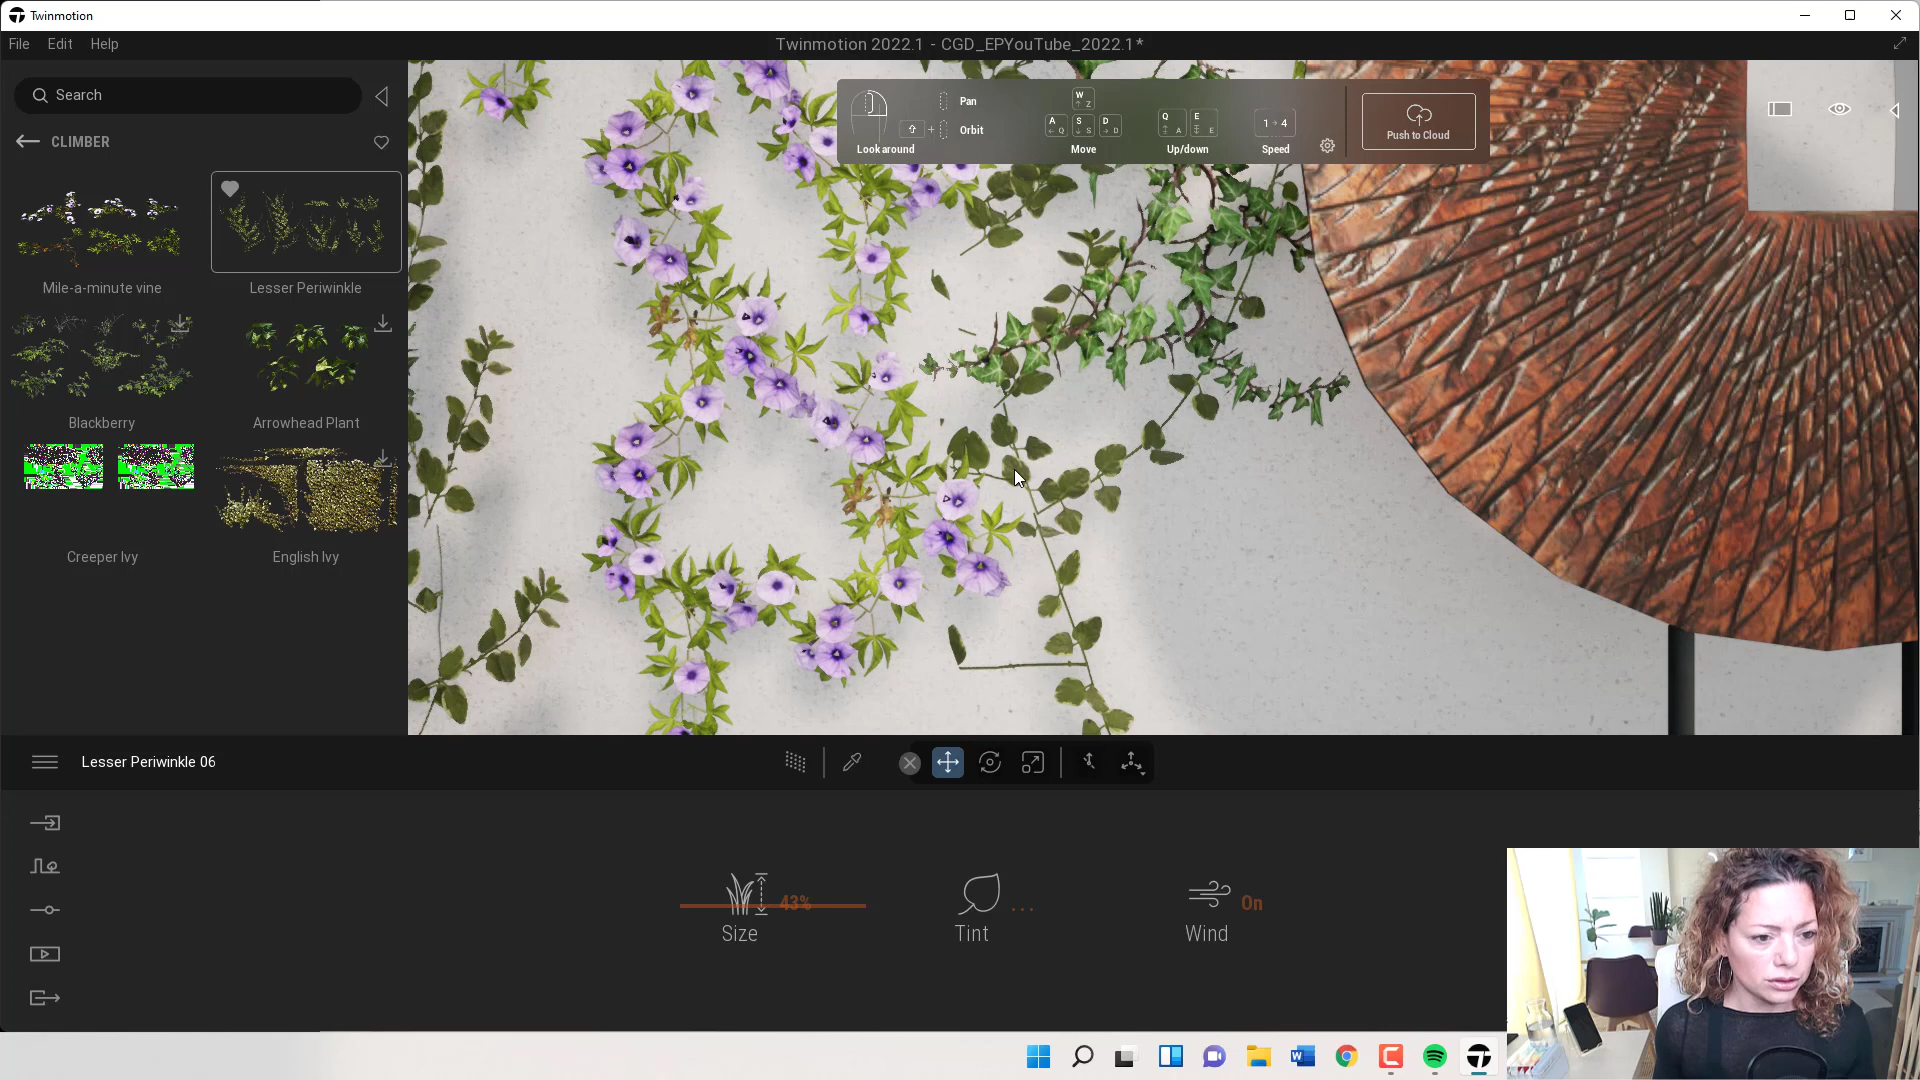 Twinmotion
File Edit Help
Twinmotion 2022.1 - CGD_EPYouTube_2022.1*
Search
CLIMBER
Mile-a-minute vine
Lesser Periwinkle
Blackberry
Arrowhead Plant
Creeper Ivy
English Ivy
Look around
Pan
+ Orbit
W
Z
A
Q
S
S
D
D
Move
Q
A
E
E
Up/down
1 4
Speed
Push to Cloud
Lesser Periwinkle 06
43%
Size
...
Tint
On
Wind